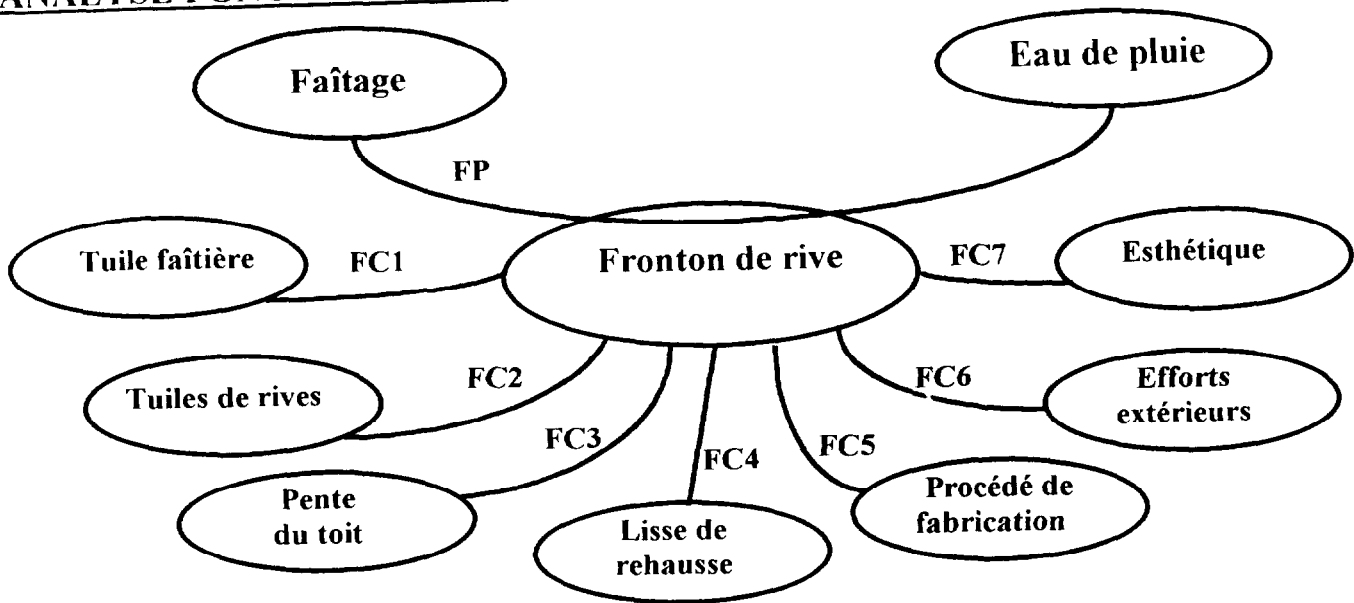 Faîtage
Eau de pluie
FP
Tuile faîtière
FC1
Fronton de rive
FC7
Esthétique
Tuiles de rives
FC2
FC6
Efforts
extérieurs
FC3
FC4
FC5
Pente
du toit
Lisse de
rehausse
Procédé de
fabrication